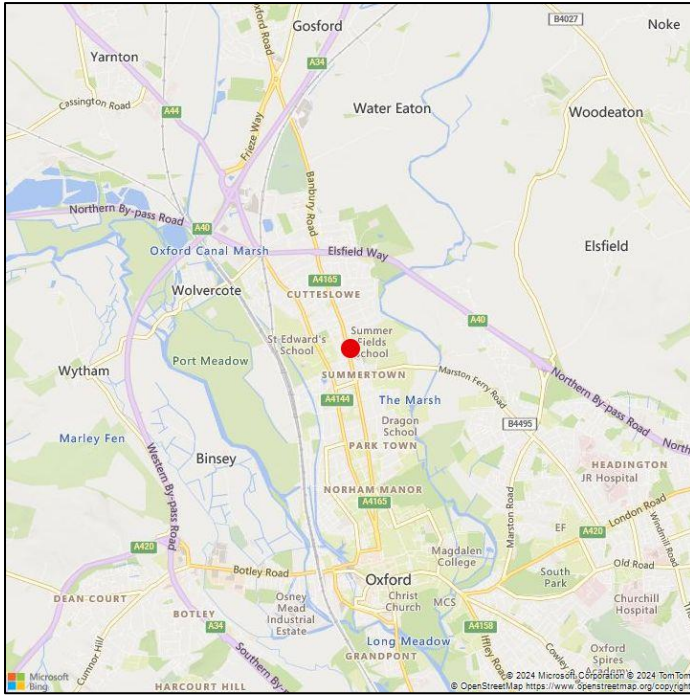 Gosford
Noke
B4027
Oxford Road
Yarnton
A34
Cassington Road
A44
Water Eaton
Woodeaton
Frieze Way
Banbury Road
Northern By-pass Road
A40
Elsfield Way
Elsfield
Oxford Canal Marsh
A4165
CUTTESLOWE
Wolvercote
A40
St Edward's
School
Summer
Fields
School
Port Meadow
Wytham
SUMMERTOWN
Marston Ferry Road
Northern By-pass Road
North
A4144
The Marsh
Dragon
School
B4495
Marley Fen
Western By-pass
Road
Binsey
PARK TOWN
HEADINGTON
JR Hospital
NORHAM MANOR
A4165
Marston Road
London Road
Windmill Road
EF
A420
A420
Magdalen
College
Botley Road
Oxford
Old Road
South
Park
Churchill
Hospital
DEAN COURT
Osney
Mead
Industrial
Estate
Christ
Church
MCS
BOTLEY
A34
A4158
Cumnor Hill
Southern By-pass
Long Meadow
Iffley Road
Cowley Road
Oxford
Spires
Academy
GRANDPONT
HARCOURT HILL
Microsoft
Bing
© 2024 Microsoft Corporation © 2024 TomTom
© OpenStreetMap https://www.openstreetmap.org/copyright